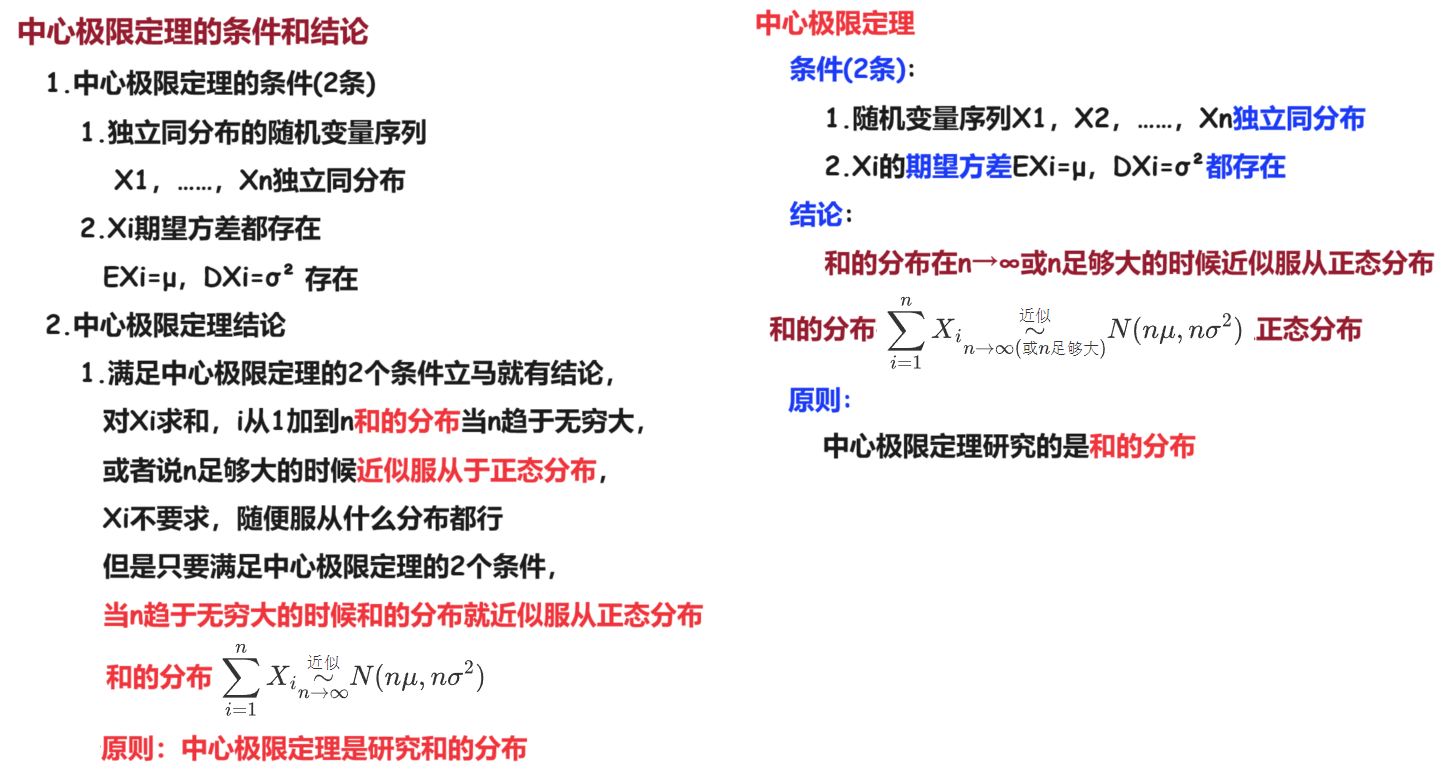 中心极限定理的条件和结论
1.中心极限定理的条件(2条)
1.独立同分布的随机变量序列
X1，……，Xn独立同分布
2.Xi期望方差都存在
EXi=μ，DXi=σ² 存在
2.中心极限定理结论
1.满足中心极限定理的2个条件立马就有结论，
对Xi求和，i从1加到n和的分布当n趋于无穷大，
或者说n足够大的时候近似服从于正态分布，
Xi不要求，随便服从什么分布都行
但是只要满足中心极限定理的2个条件，
当n趋于无穷大的时候和的分布就近似服从正态分布
和的分布 $\sum_{i=1}^{n} X_i \underset{n\to\infty}{\overset{近似}{\sim}} N(n\mu, n\sigma^2)$
原则：中心极限定理是研究和的分布
中心极限定理
条件(2条)：
1.随机变量序列X1，X2，……，Xn独立同分布
2.Xi的期望方差EXi=μ，DXi=σ²都存在
结论：
和的分布在n→∞或n足够大的时候近似服从正态分布
和的分布 $\sum_{i=1}^{n} X_i \underset{n\to\infty(或n足够大)}{\overset{近似}{\sim}} N(n\mu, n\sigma^2)$ 正态分布
原则：
中心极限定理研究的是和的分布